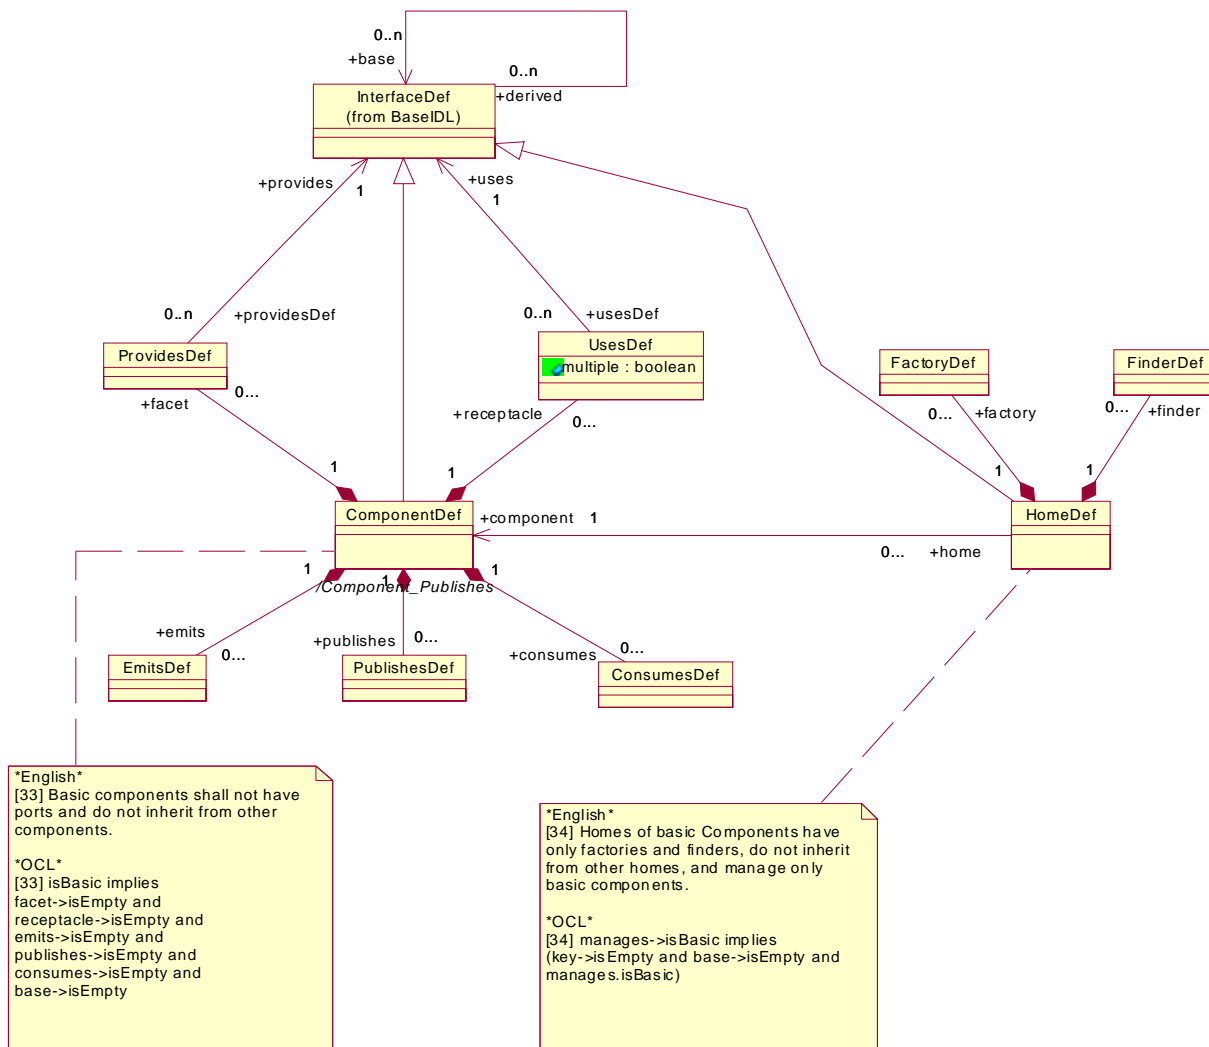 0..n
+base
0..n
+derived
InterfaceDef
(from BaseIDL)
+provides
1
+uses
1
0..n
+providesDef
0..n
+usesDef
ProvidesDef
UsesDef
multiple : boolean
FactoryDef
FinderDef
0...
+facet
+receptacle
0...
0...
+factory
0...
+finder
1
1
1
1
ComponentDef
+component 1
HomeDef
0...
+home
1
1
1
/Component_Publishes
+emits
0...
+publishes
0...
+consumes
0...
EmitsDef
PublishesDef
ConsumesDef
*English*
[33] Basic components shall not have
ports and do not inherit from other
components.
*OCL*
[33] isBasic implies
facet->isEmpty and
receptacle->isEmpty and
emits->isEmpty and
publishes->isEmpty and
consumes->isEmpty and
base->isEmpty
*English*
[34] Homes of basic Components have
only factories and finders, do not inherit
from other homes, and manage only
basic components.
*OCL*
[34] manages->isBasic implies
(key->isEmpty and base->isEmpty and
manages.isBasic)